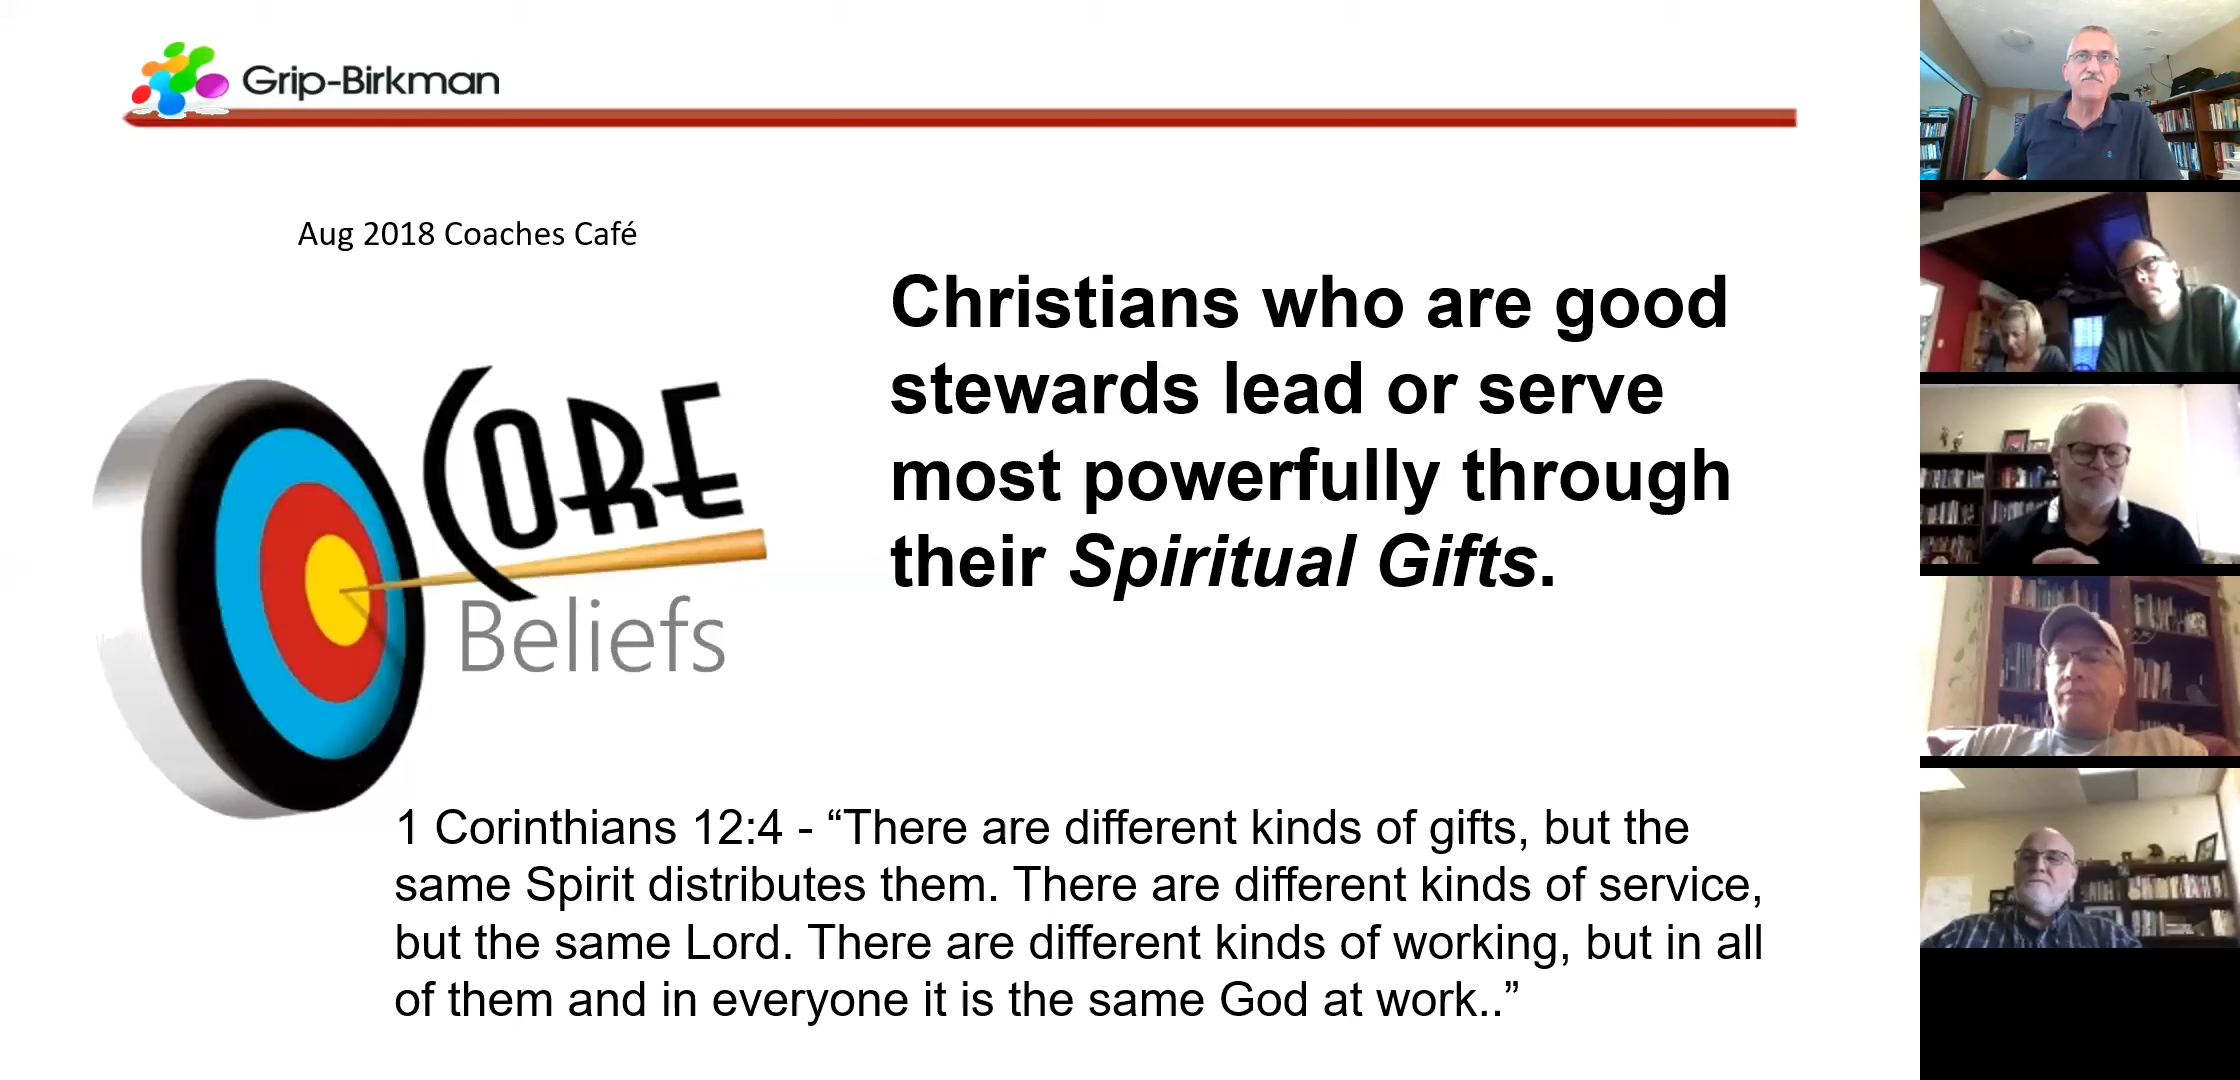 Grip-Birkman
Aug 2018 Coaches Café
CORE
Beliefs
Christians who are good
stewards lead or serve
most powerfully through
their Spiritual Gifts.
1 Corinthians 12:4 - “There are different kinds of gifts, but the
same Spirit distributes them. There are different kinds of service,
but the same Lord. There are different kinds of working, but in all
of them and in everyone it is the same God at work..”